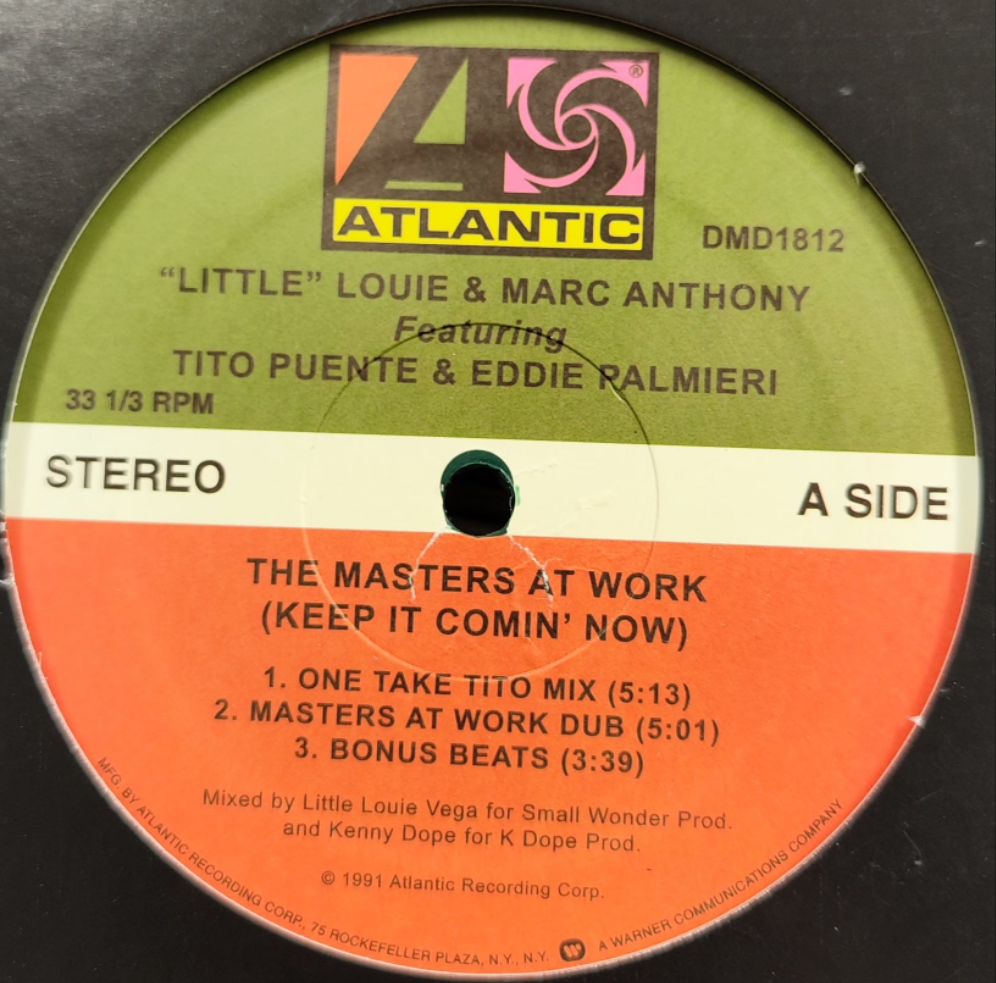 ATLANTIC ®
DMD1812
“LITTLE” LOUIE & MARC ANTHONY
Featuring
TITO PUENTE & EDDIE PALMIERI
33 1/3 RPM
STEREO
A SIDE
THE MASTERS AT WORK
(KEEP IT COMIN’ NOW)
1. ONE TAKE TITO MIX (5:13)
2. MASTERS AT WORK DUB (5:01)
3. BONUS BEATS (3:39)
Mixed by Little Louie Vega for Small Wonder Prod.
and Kenny Dope for K Dope Prod.
© 1991 Atlantic Recording Corp.
MFG. BY ATLANTIC RECORDING CORP., 75 ROCKEFELLER PLAZA, N.Y., N.Y. W A WARNER COMMUNICATIONS COMPANY